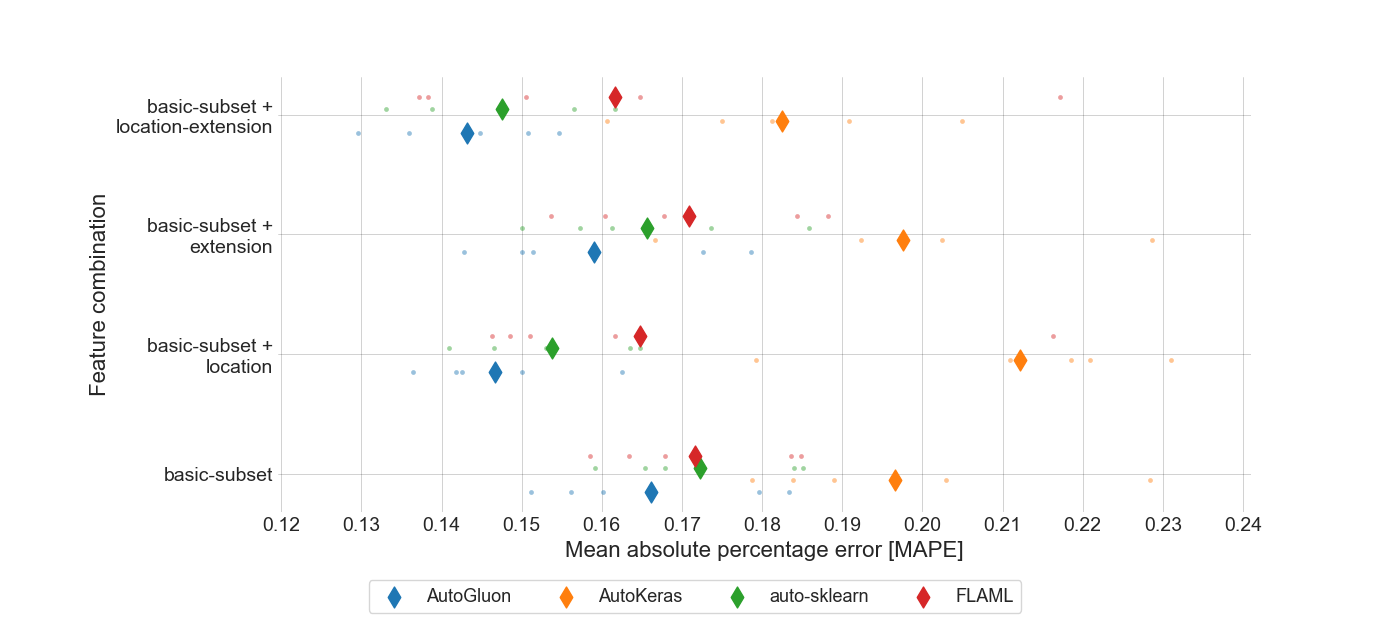 basic-subset +
location-extension
basic-subset +
extension
basic-subset +
location
basic-subset
Feature combination
0.12 0.13 0.14 0.15 0.16 0.17 0.18 0.19 0.20 0.21 0.22 0.23 0.24
Mean absolute percentage error [MAPE]
AutoGluon AutoKeras auto-sklearn FLAML